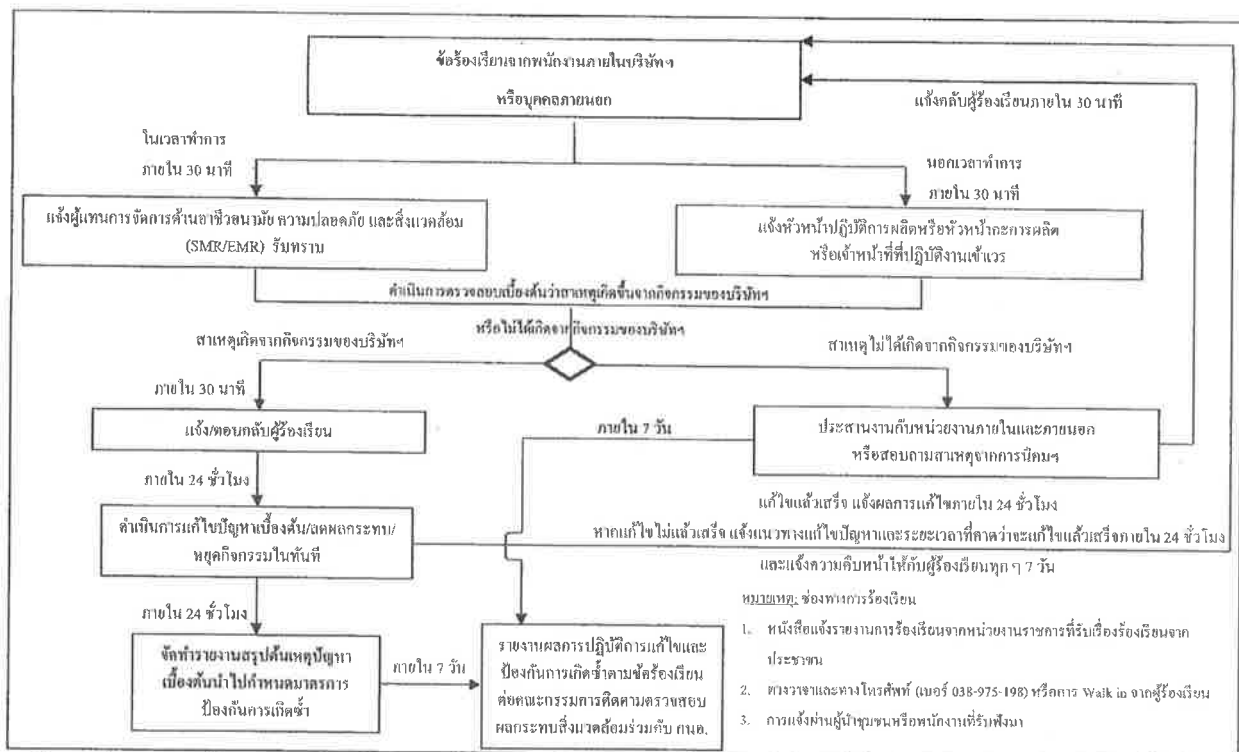 ข้อร้องเรียนจากพนักงานภายในบริษัทฯ
หรือบุคคลภายนอก
แจ้งกลับผู้ร้องเรียนภายใน 30 นาที
ในเวลาทำการ
ภายใน 30 นาที
นอกเวลาทำการ
ภายใน 30 นาที
แจ้งผู้แทนการจัดการด้านอาชีวอนามัย ความปลอดภัย และสิ่งแวดล้อม
(SMR/EMR) รับทราบ
แจ้งหัวหน้าปฏิบัติการผลิตหรือหัวหน้ากะการผลิต
หรือเจ้าหน้าที่ที่ปฏิบัติงานเข้าเวร
ดำเนินการตรวจสอบเบื้องต้นว่าสาเหตุเกิดขึ้นจากกิจกรรมของบริษัทฯ
หรือไม่ได้เกิดจากกิจกรรมของบริษัทฯ
สาเหตุเกิดจากกิจกรรมของบริษัทฯ
สาเหตุไม่ได้เกิดจากกิจกรรมของบริษัทฯ
ภายใน 30 นาที
แจ้ง/ตอบกลับผู้ร้องเรียน
ภายใน 7 วัน
ประสานงานกับหน่วยงานภายในและภายนอก
หรือสอบถามสาเหตุจากการนิคมฯ
ภายใน 24 ชั่วโมง
ดำเนินการแก้ไขปัญหาเบื้องต้น/ลดผลกระทบ/
หยุดกิจกรรมในทันที
แก้ไขแล้วเสร็จ แจ้งผลการแก้ไขภายใน 24 ชั่วโมง
หากแก้ไขไม่แล้วเสร็จ แจ้งแนวทางแก้ไขปัญหาและระยะเวลาที่คาดว่าจะแก้ไขแล้วเสร็จภายใน 24 ชั่วโมง
และแจ้งความคืบหน้าให้กับผู้ร้องเรียนทุก ๆ 7 วัน
ภายใน 24 ชั่วโมง
จัดทำรายงานสรุปต้นเหตุปัญหา
เบื้องต้นนำไปกำหนดมาตรการ
ป้องกันการเกิดซ้ำ
ภายใน 7 วัน
รายงานผลการปฏิบัติการแก้ไขและ
ป้องกันการเกิดซ้ำตามข้อร้องเรียน
ต่อคณะกรรมการติดตามตรวจสอบ
ผลกระทบสิ่งแวดล้อมร่วมกับ กนอ.
หมายเหตุ: ช่องทางการร้องเรียน
1. หนังสือแจ้งรายงานการร้องเรียนจากหน่วยงานราชการที่รับเรื่องร้องเรียนจาก
ประชาชน
2. ทางวาจาและทางโทรศัพท์ (เบอร์ 038-975-198) หรือการ Walk in จากผู้ร้องเรียน
3. การแจ้งผ่านผู้นำชุมชนหรือพนักงานที่รับฟังมา